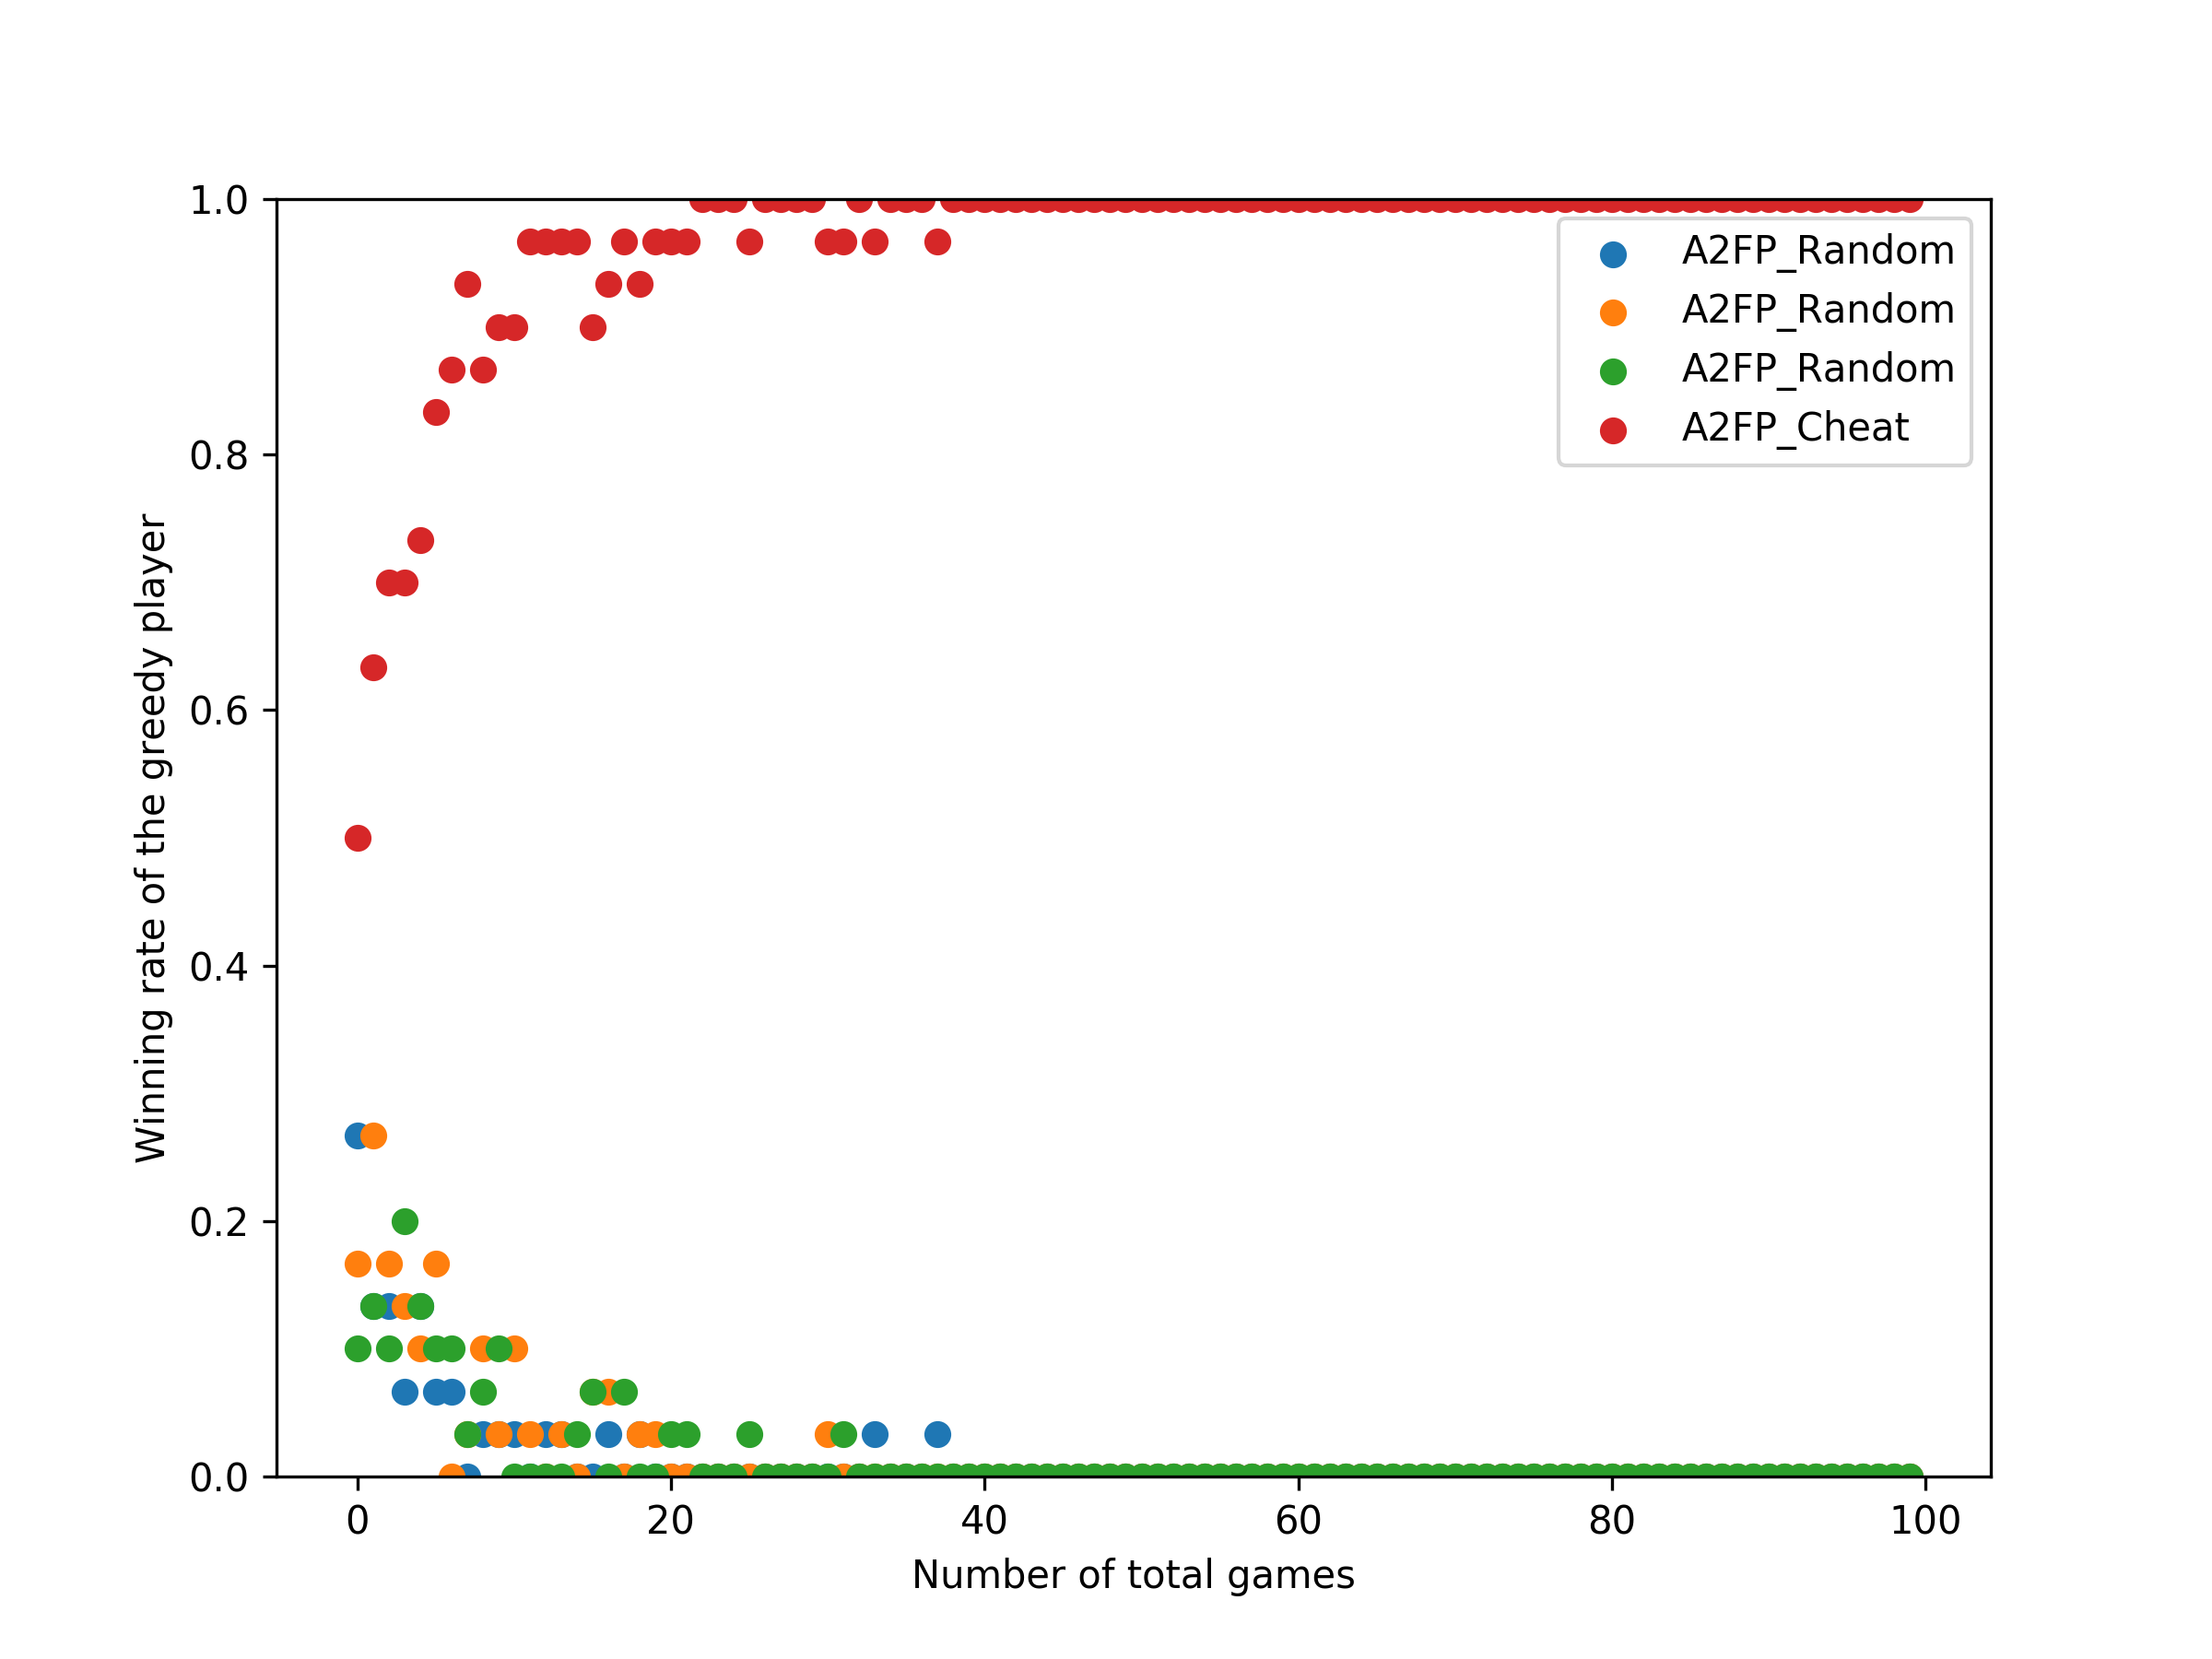 1.0
0.8
0.6
0.4
0.2
0.0
Winning rate of the greedy player
A2FP_Random
A2FP_Random
A2FP_Random
A2FP_Cheat
0 20 40 60 80 100
Number of total games